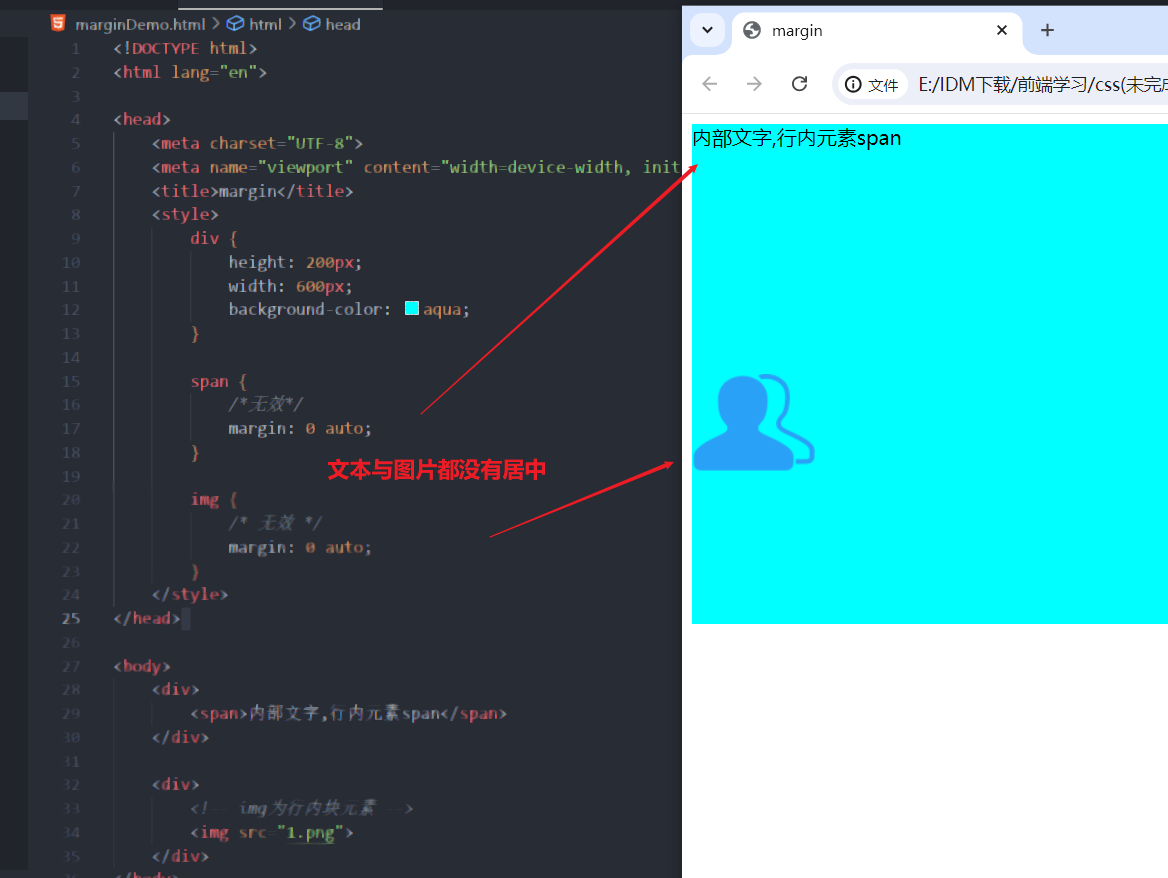 marginDemo.html > html > head
1 <!DOCTYPE html>
2 <html lang="en">
3
4 <head>
5 <meta charset="UTF-8">
6 <meta name="viewport" content="width=device-width, init
7 <title>margin</title>
8 <style>
9 div {
10 height: 200px;
11 width: 600px;
12 background-color: aqua;
13 }
14
15 span {
16 /*无效*/
17 margin: 0 auto;
18 }
19
20 img {
21 /* 无效 */
22 margin: 0 auto;
23 }
24 </style>
25 </head>
26
27 <body>
28 <div>
29 <span>内部文字,行内元素span</span>
30 </div>
31
32 <div>
33 <!-- img为行内块元素 -->
34 <img src="1.png">
35 </div>
36 </body>
文本与图片都没有居中
margin
文件 E:/IDM下载/前端学习/css(未完成
内部文字,行内元素span